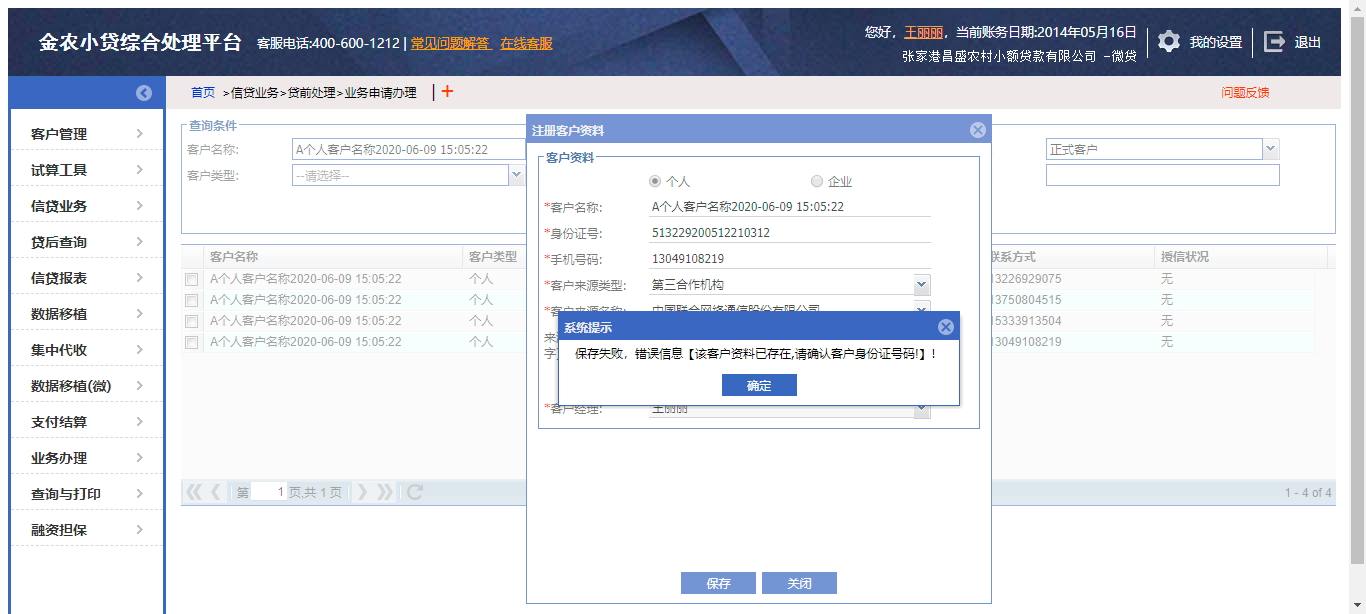 金农小贷综合处理平台 客服电话:400-600-1212 | 常见问题解答 在线客服
您好，王丽丽，当前账务日期:2014年05月16日
张家港昌盛农村小额贷款有限公司 -微贷
我的设置 退出
首页 >信贷业务>贷前处理>业务申请办理 | +
问题反馈
客户管理
试算工具
信贷业务
贷后查询
信贷报表
数据移植
集中代收
数据移植(微)
支付结算
业务办理
查询与打印
融资担保
查询条件
客户名称: A个人客户名称2020-06-09 15:05:22
正式客户
客户类型: --请选择--
客户名称 客户类型 联系方式 授信状况
A个人客户名称2020-06-09 15:05:22 个人 13226929075 无
A个人客户名称2020-06-09 15:05:22 个人 13750804515 无
A个人客户名称2020-06-09 15:05:22 个人 15333913504 无
A个人客户名称2020-06-09 15:05:22 个人 13049108219 无
第 1 页,共 1 页
1 - 4 of 4
注册客户资料
客户资料
个人 企业
*客户名称: A个人客户名称2020-06-09 15:05:22
*身份证号: 513229200512210312
*手机号码: 13049108219
*客户来源类型: 第三合作机构
*客户来源名称: 中国联合网络通信股份有限公司
系统提示
保存失败，错误信息【该客户资料已存在,请确认客户身份证号码!】!
确定
*客户经理: 王丽丽
保存 关闭